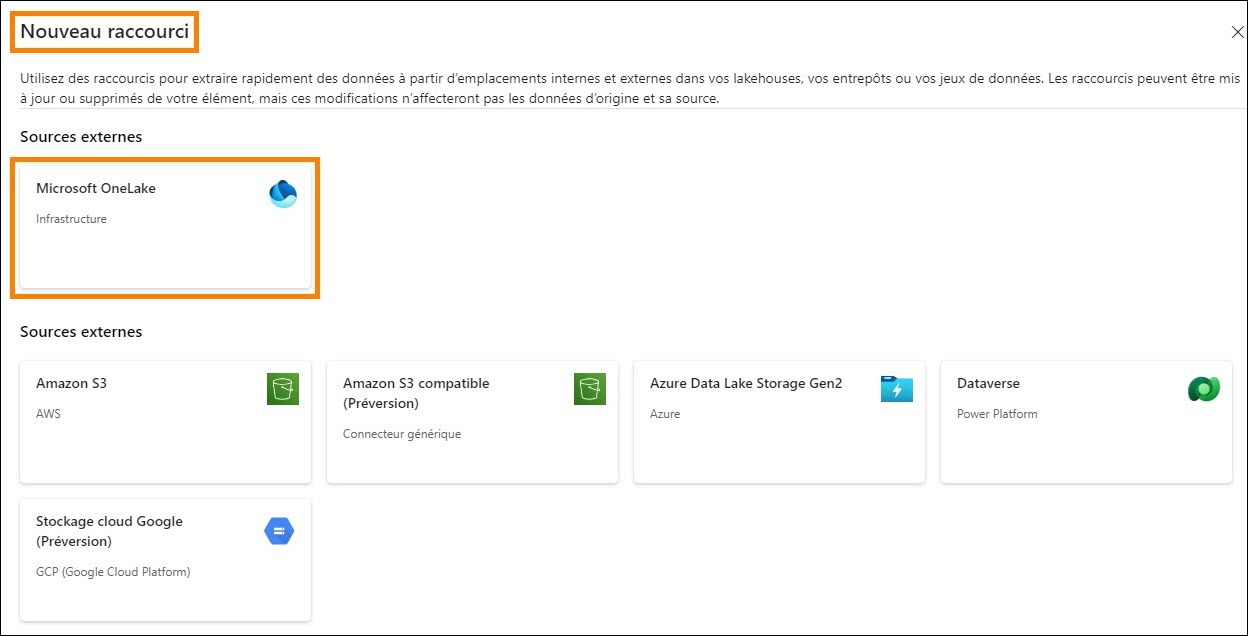 Nouveau raccourci
Utilisez des raccourcis pour extraire rapidement des données à partir d’emplacements internes et externes dans vos lakehouses, vos entrepôts ou vos jeux de données. Les raccourcis peuvent être mis
à jour ou supprimés de votre élément, mais ces modifications n’affecteront pas les données d’origine et sa source.
Sources externes
Microsoft OneLake
Infrastructure
Sources externes
Amazon S3
AWS
Amazon S3 compatible
(Préversion)
Connecteur générique
Azure Data Lake Storage Gen2
Azure
Dataverse
Power Platform
Stockage cloud Google
(Préversion)
GCP (Google Cloud Platform)